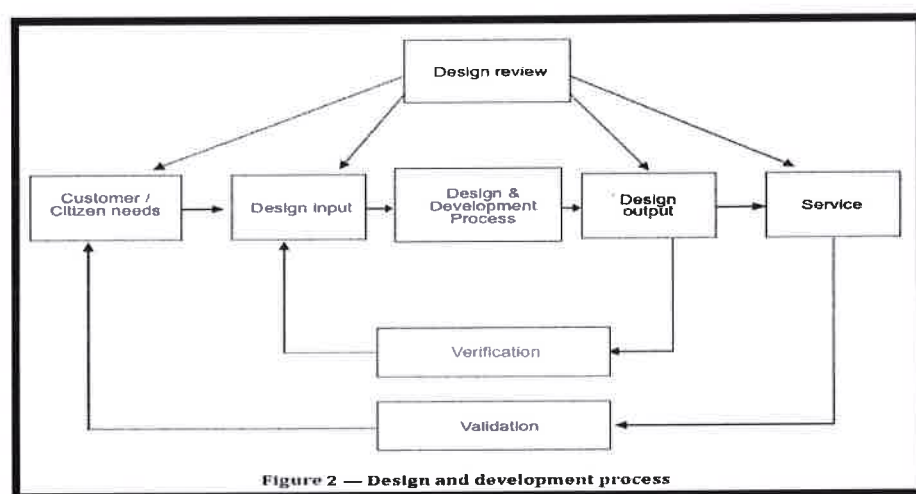 Design review
Customer /
Citizen needs
Design input
Design &
Development
Process
Design
output
Service
Verification
Validation
Figure 2 — Design and development process